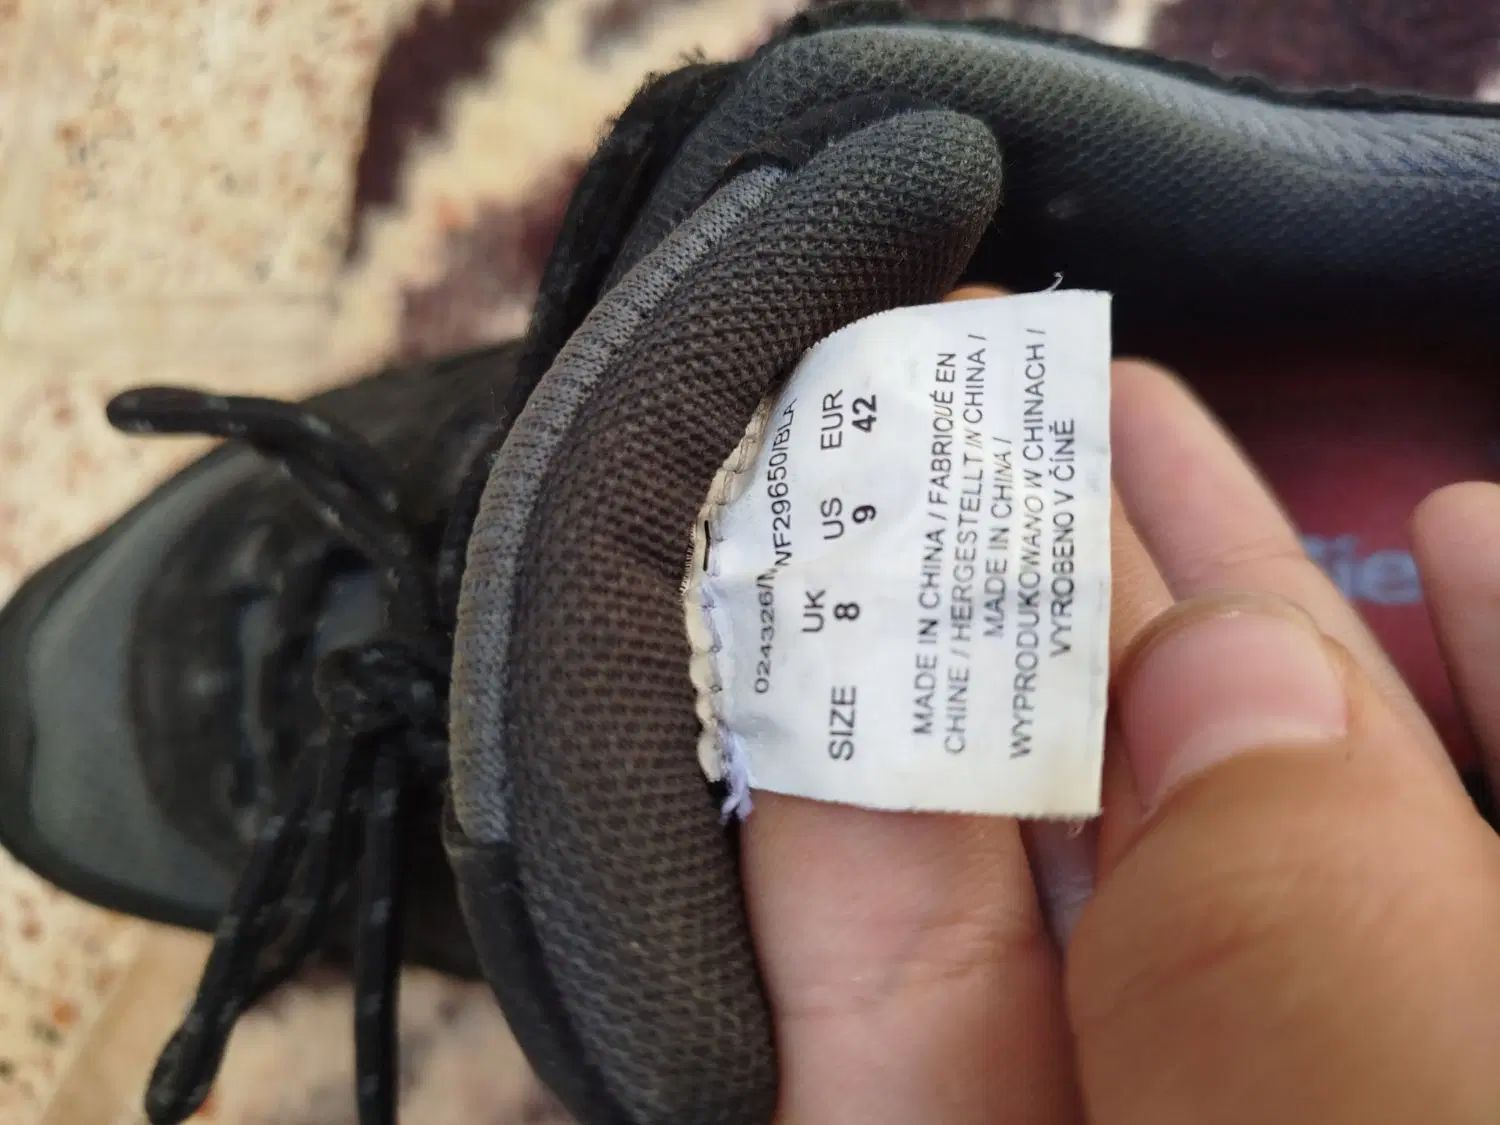 024326/ NF29650/BLA
UK US EUR
SIZE 8 9 42
MADE IN CHINA / FABRIQUÉ EN
CHINE / HERGESTELLT IN CHINA /
MADE IN CHINA /
WYPRODUKOWANO W CHINACH /
VYROBENO V ČÍNĚ